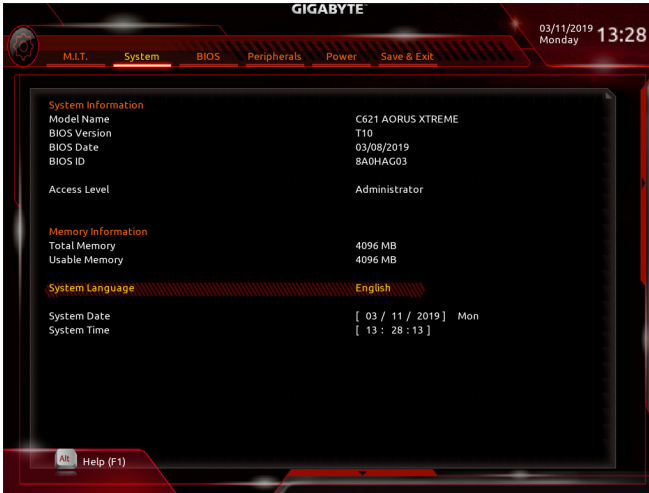 GIGABYTE™
03/11/2019
Monday
13:28
M.I.T. System BIOS Peripherals Power Save & Exit
System Information
Model Name C621 AORUS XTREME
BIOS Version T10
BIOS Date 03/08/2019
BIOS ID 8A0HAG03
Access Level Administrator
Memory Information
Total Memory 4096 MB
Usable Memory 4096 MB
System Language English
System Date [ 03 / 11 / 2019 ] Mon
System Time [ 13 : 28 : 13 ]
Alt Help (F1)